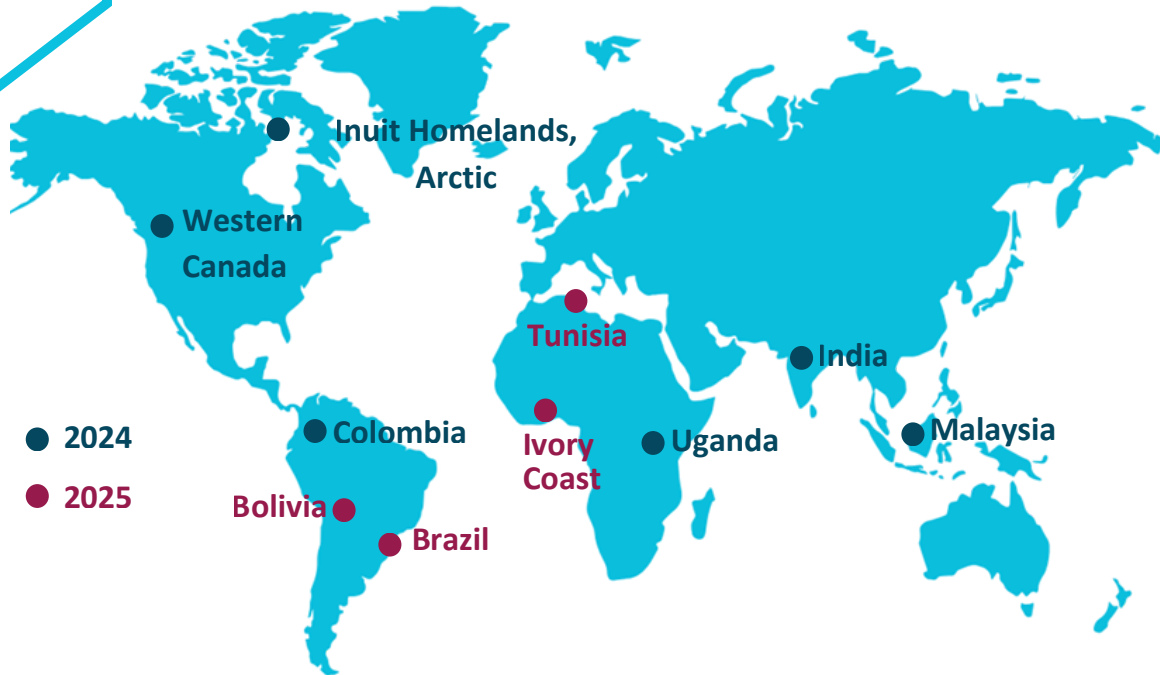 Inuit Homelands,
Arctic
Western
Canada
Tunisia
India
Colombia
Uganda
Malaysia
Ivory
Coast
2024
2025
Bolivia
Brazil